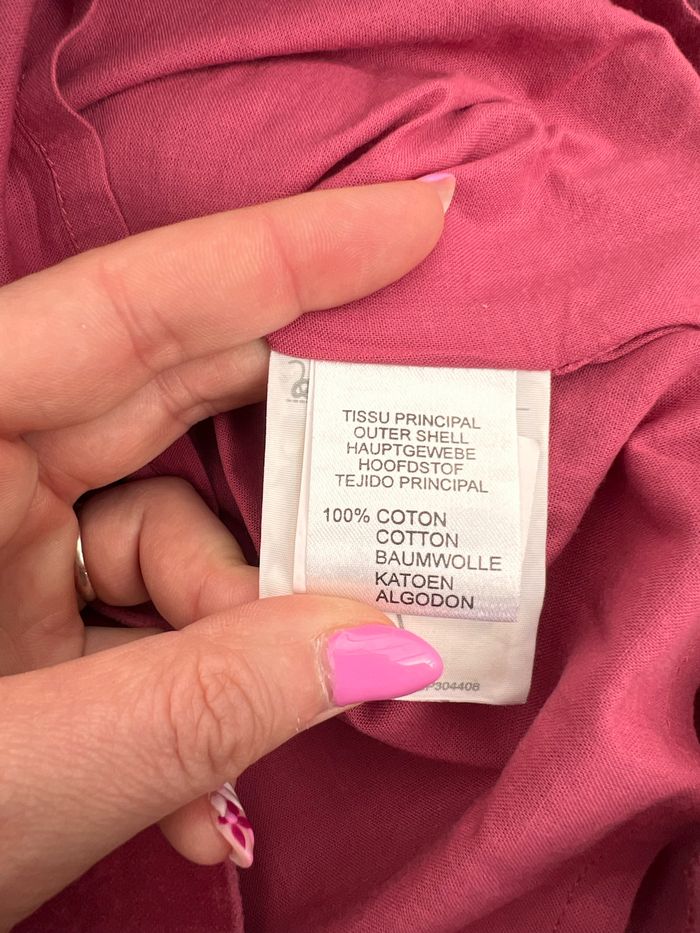 TISSU PRINCIPAL
OUTER SHELL
HAUPTGEWEBE
HOOFDSTOF
TEJIDO PRINCIPAL
100% COTON
COTTON
BAUMWOLLE
KATOEN
ALGODON